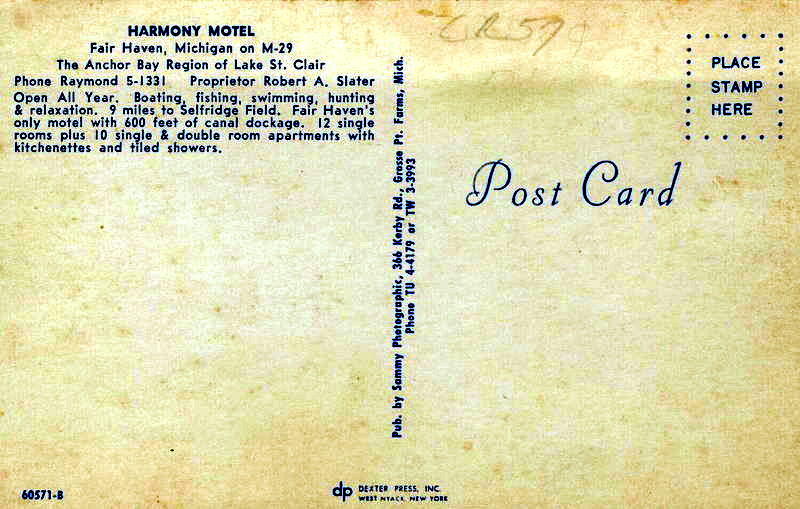 HARMONY MOTEL
Fair Haven, Michigan on M-29
The Anchor Bay Region of Lake St. Clair
Phone Raymond 5-1331 Proprietor Robert A. Slater
Open All Year. Boating, fishing, swimming, hunting
& relaxation. 9 miles to Selfridge Field. Fair Haven's
only motel with 600 feet of canal dockage. 12 single
rooms plus 10 single & double room apartments with
kitchenettes and tiled showers.
Pub. by Sammy Photographic, 366 Kerby Rd., Grosse Pt. Farms, Mich.
Phone TU 4-4179 or TW 3-3993
PLACE
STAMP
HERE
Post Card
60571-B
dp DEXTER PRESS, INC.
WEST NYACK, NEW YORK